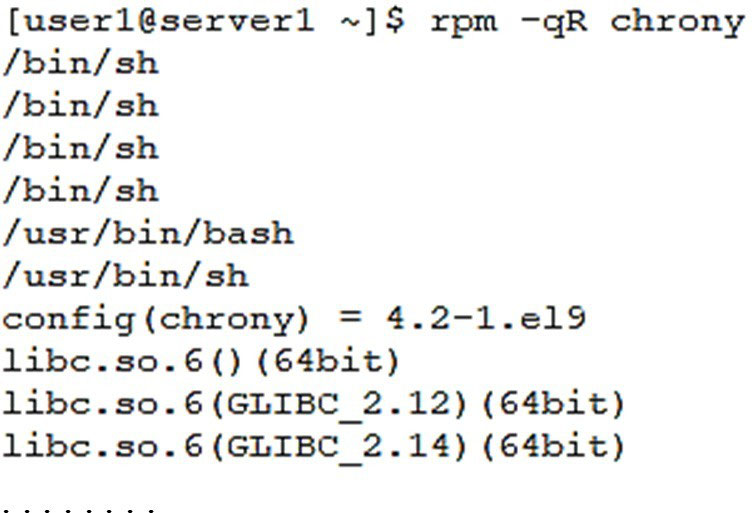 [user1@server1 ~]$ rpm -qR chrony
/bin/sh
/bin/sh
/bin/sh
/bin/sh
/usr/bin/bash
/usr/bin/sh
config(chrony) = 4.2-1.el9
libc.so.6()(64bit)
libc.so.6(GLIBC_2.12)(64bit)
libc.so.6(GLIBC_2.14)(64bit)
. . . . . . . .